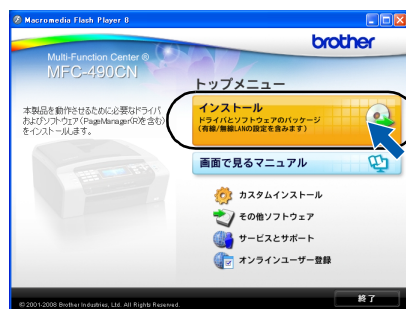 Macromedia Flash Player 8
brother
Multi-Function Center ®
MFC-490CN
トップメニュー
本製品を動作させるために必要なドライバ
およびソフトウェア(PageManager(R)を含む)
をインストールします。
インストール
ドライバとソフトウェアのパッケージ
(有線/無線LANの設定を含みます)
画面で見るマニュアル
カスタムインストール
その他ソフトウェア
サービスとサポート
オンラインユーザー登録
© 2001-2008 Brother Industries, Ltd. All Rights Reserved.
終了